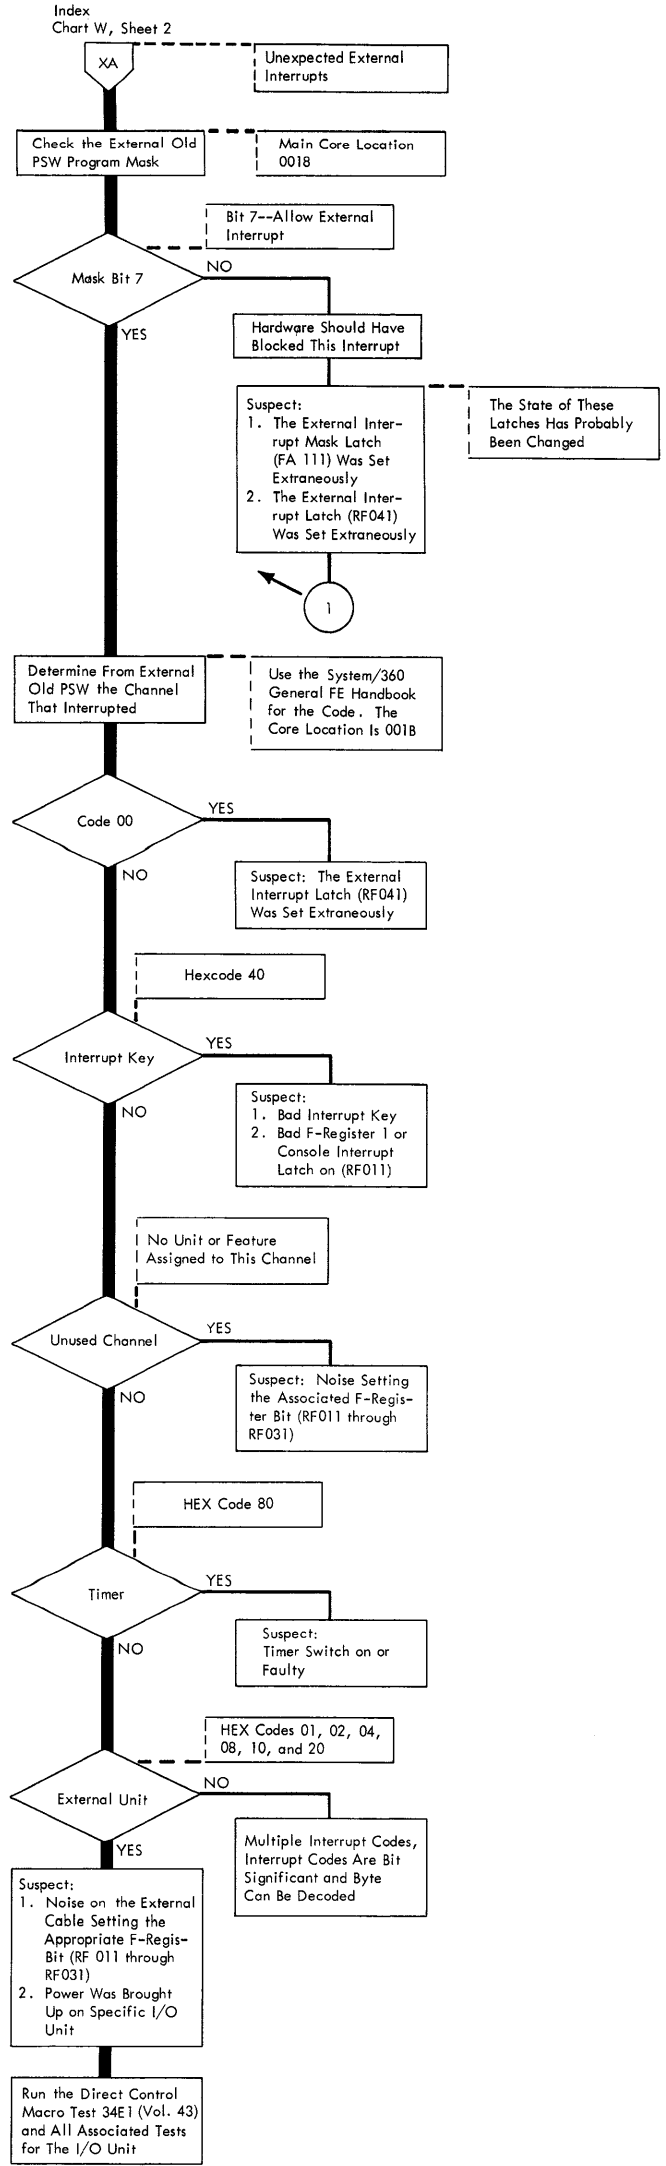 Index
Chart W, Sheet 2
XA
Unexpected External
Interrupts
Check the External Old
PSW Program Mask
Main Core Location
0018
Bit 7--Allow External
Interrupt
Mask Bit 7
NO
YES
Hardware Should Have
Blocked This Interrupt
Suspect:
1. The External Inter-
rupt Mask Latch
(FA 111) Was Set
Extraneously
2. The External Inter-
rupt Latch (RF041)
Was Set Extraneously
The State of These
Latches Has Probably
Been Changed
1
Determine From External
Old PSW the Channel
That Interrupted
Use the System/360
General FE Handbook
for the Code. The
Core Location Is 001B
Code 00
YES
NO
Suspect: The External
Interrupt Latch (RF041)
Was Set Extraneously
Hexcode 40
Interrupt Key
YES
NO
Suspect:
1. Bad Interrupt Key
2. Bad F-Register 1 or
Console Interrupt
Latch on (RF011)
No Unit or Feature
Assigned to This Channel
Unused Channel
YES
NO
Suspect: Noise Setting
the Associated F-Regis-
ter Bit (RF011 through
RF031)
HEX Code 80
Timer
YES
NO
Suspect:
Timer Switch on or
Faulty
HEX Codes 01, 02, 04,
08, 10, and 20
External Unit
NO
YES
Multiple Interrupt Codes,
Interrupt Codes Are Bit
Significant and Byte
Can Be Decoded
Suspect:
1. Noise on the External
Cable Setting the
Appropriate F-Regis-
Bit (RF 011 through
RF031)
2. Power Was Brought
Up on Specific I/O
Unit
Run the Direct Control
Macro Test 34E1 (Vol. 43)
and All Associated Tests
for The I/O Unit